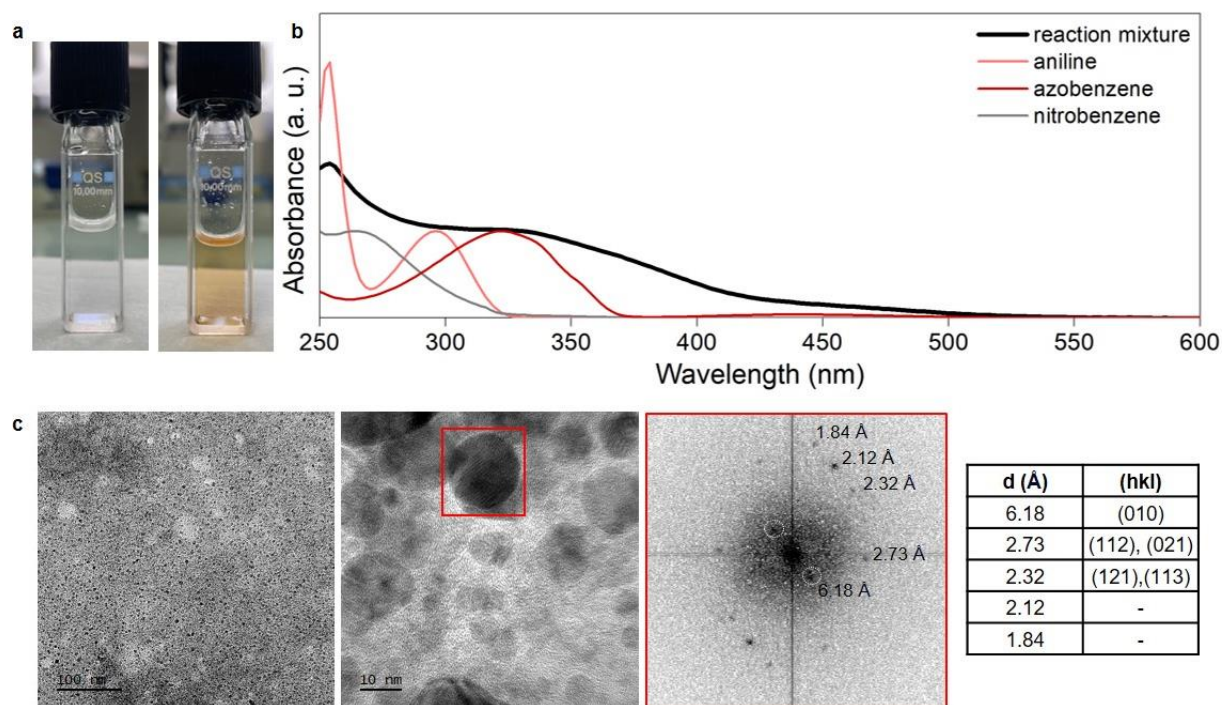 a
QS
10.00mm
QS
10.00mm
b
Absorbance (a. u.)
reaction mixture
aniline
azobenzene
nitrobenzene
250
300
350
400
450
500
550
600
Wavelength (nm)
c
100 nm
10 nm
1.84 Å
2.12 Å
2.32 Å
2.73 Å
6.18 Å
d (Å) (hkl)
6.18 (010)
2.73 (112), (021)
2.32 (121),(113)
2.12 -
1.84 -